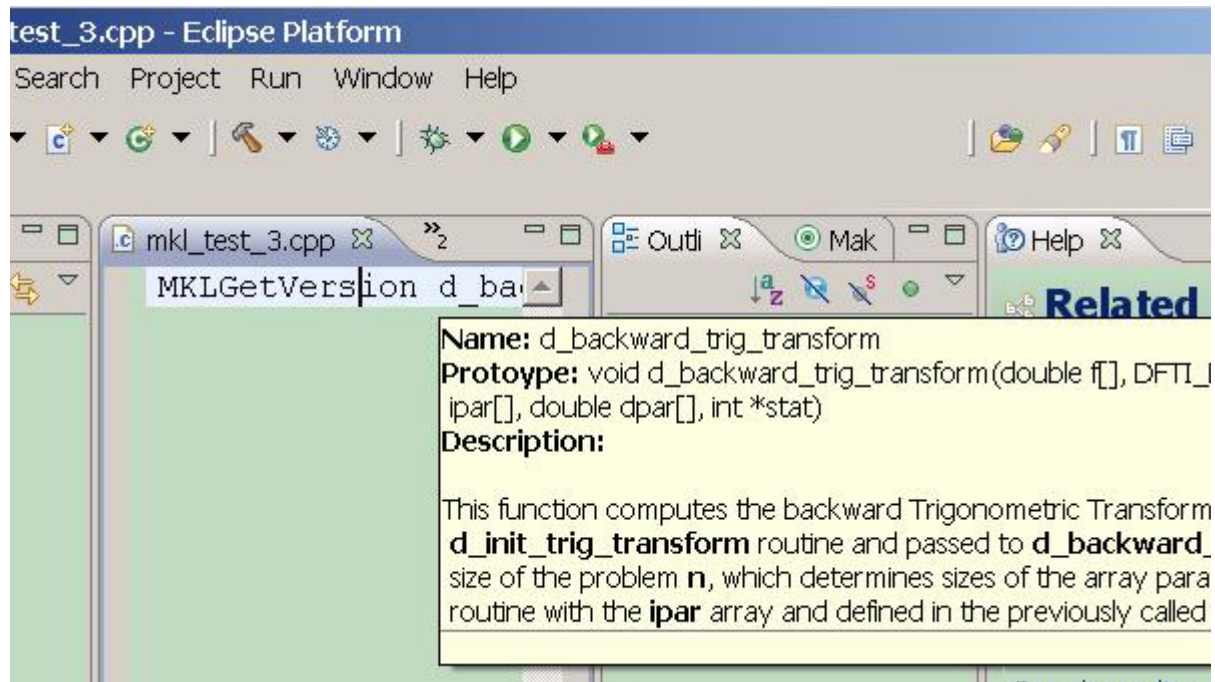 test_3.cpp - Eclipse Platform
Search Project Run Window Help
mkl_test_3.cpp »2 Outli Mak Help
MKLGetVersion d_ba
Related
Name: d_backward_trig_transform
Protoype: void d_backward_trig_transform(double f[], DFTI_
ipar[], double dpar[], int *stat)
Description:
This function computes the backward Trigonometric Transform
d_init_trig_transform routine and passed to d_backward_
size of the problem n, which determines sizes of the array para
routine with the ipar array and defined in the previously called